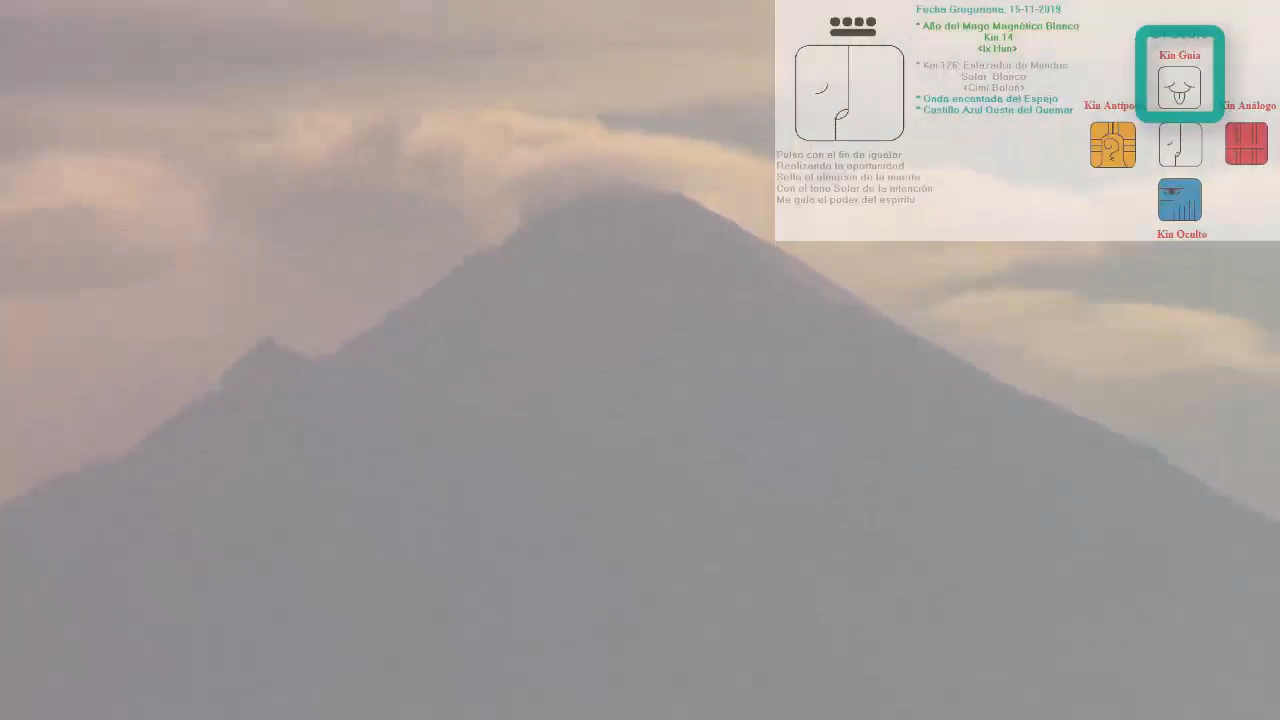 Fecha Gregoriana: 15-11-2019
* Año del Mago Magnético Blanco
Kin 14
<Ix Hun>
* Kin 126: Enlazador de Mundos
Solar Blanco
<Cimi Bolon>
* Onda encantada del Espejo
* Castillo Azul Oeste del Quemar
Pulso con el fin de igualar
Realizando la oportunidad
Sello el almacén de la muerte
Con el tono Solar de la intención
Me guía el poder del espíritu
Kin Guía
Kin Antípo
Kin Análogo
Kin Oculto